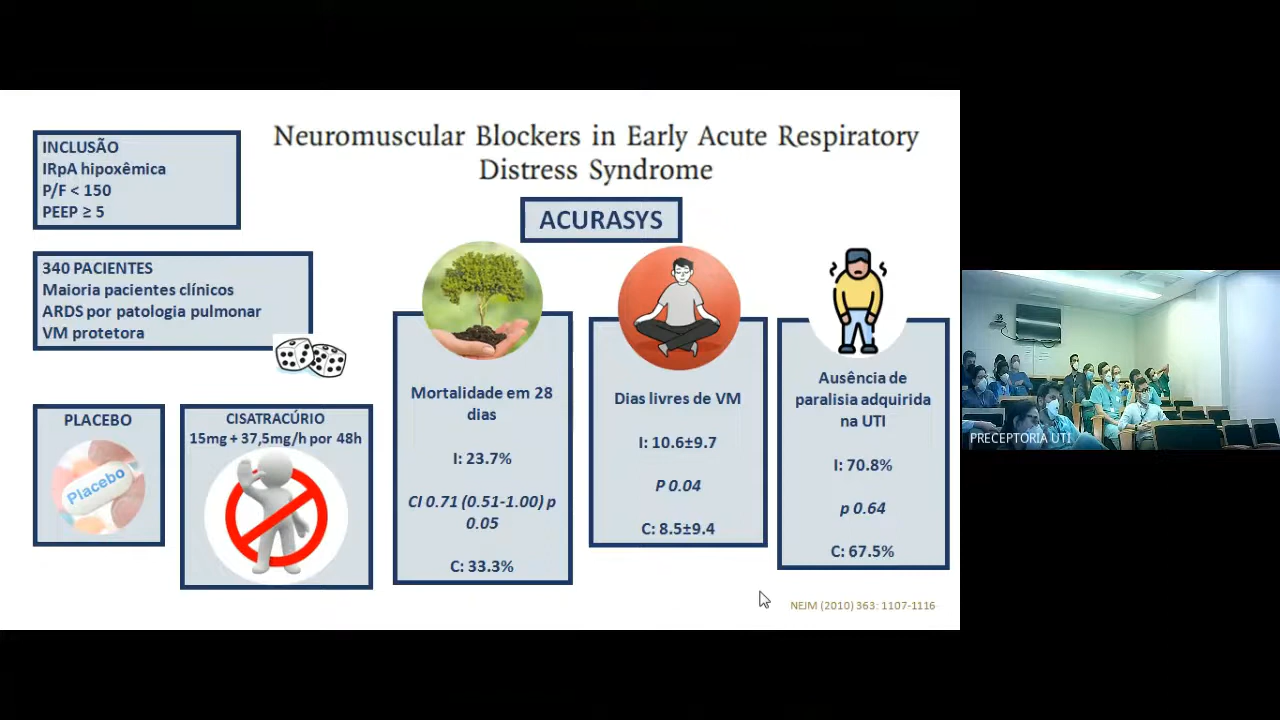 Neuromuscular Blockers in Early Acute Respiratory
Distress Syndrome
ACURASYS
INCLUSÃO
IRpA hipoxêmica
P/F < 150
PEEP ≥ 5
340 PACIENTES
Maioria pacientes clínicos
ARDS por patologia pulmonar
VM protetora
PLACEBO
Placebo
CISATRACÚRIO
15mg + 37,5mg/h por 48h
Mortalidade em 28
dias
I: 23.7%
CI 0.71 (0.51-1.00) p
0.05
C: 33.3%
Dias livres de VM
I: 10.6±9.7
P 0.04
C: 8.5±9.4
Ausência de
paralisia adquirida
na UTI
I: 70.8%
p 0.64
C: 67.5%
NEJM (2010) 363: 1107-1116
PRECEPTORIA UTI